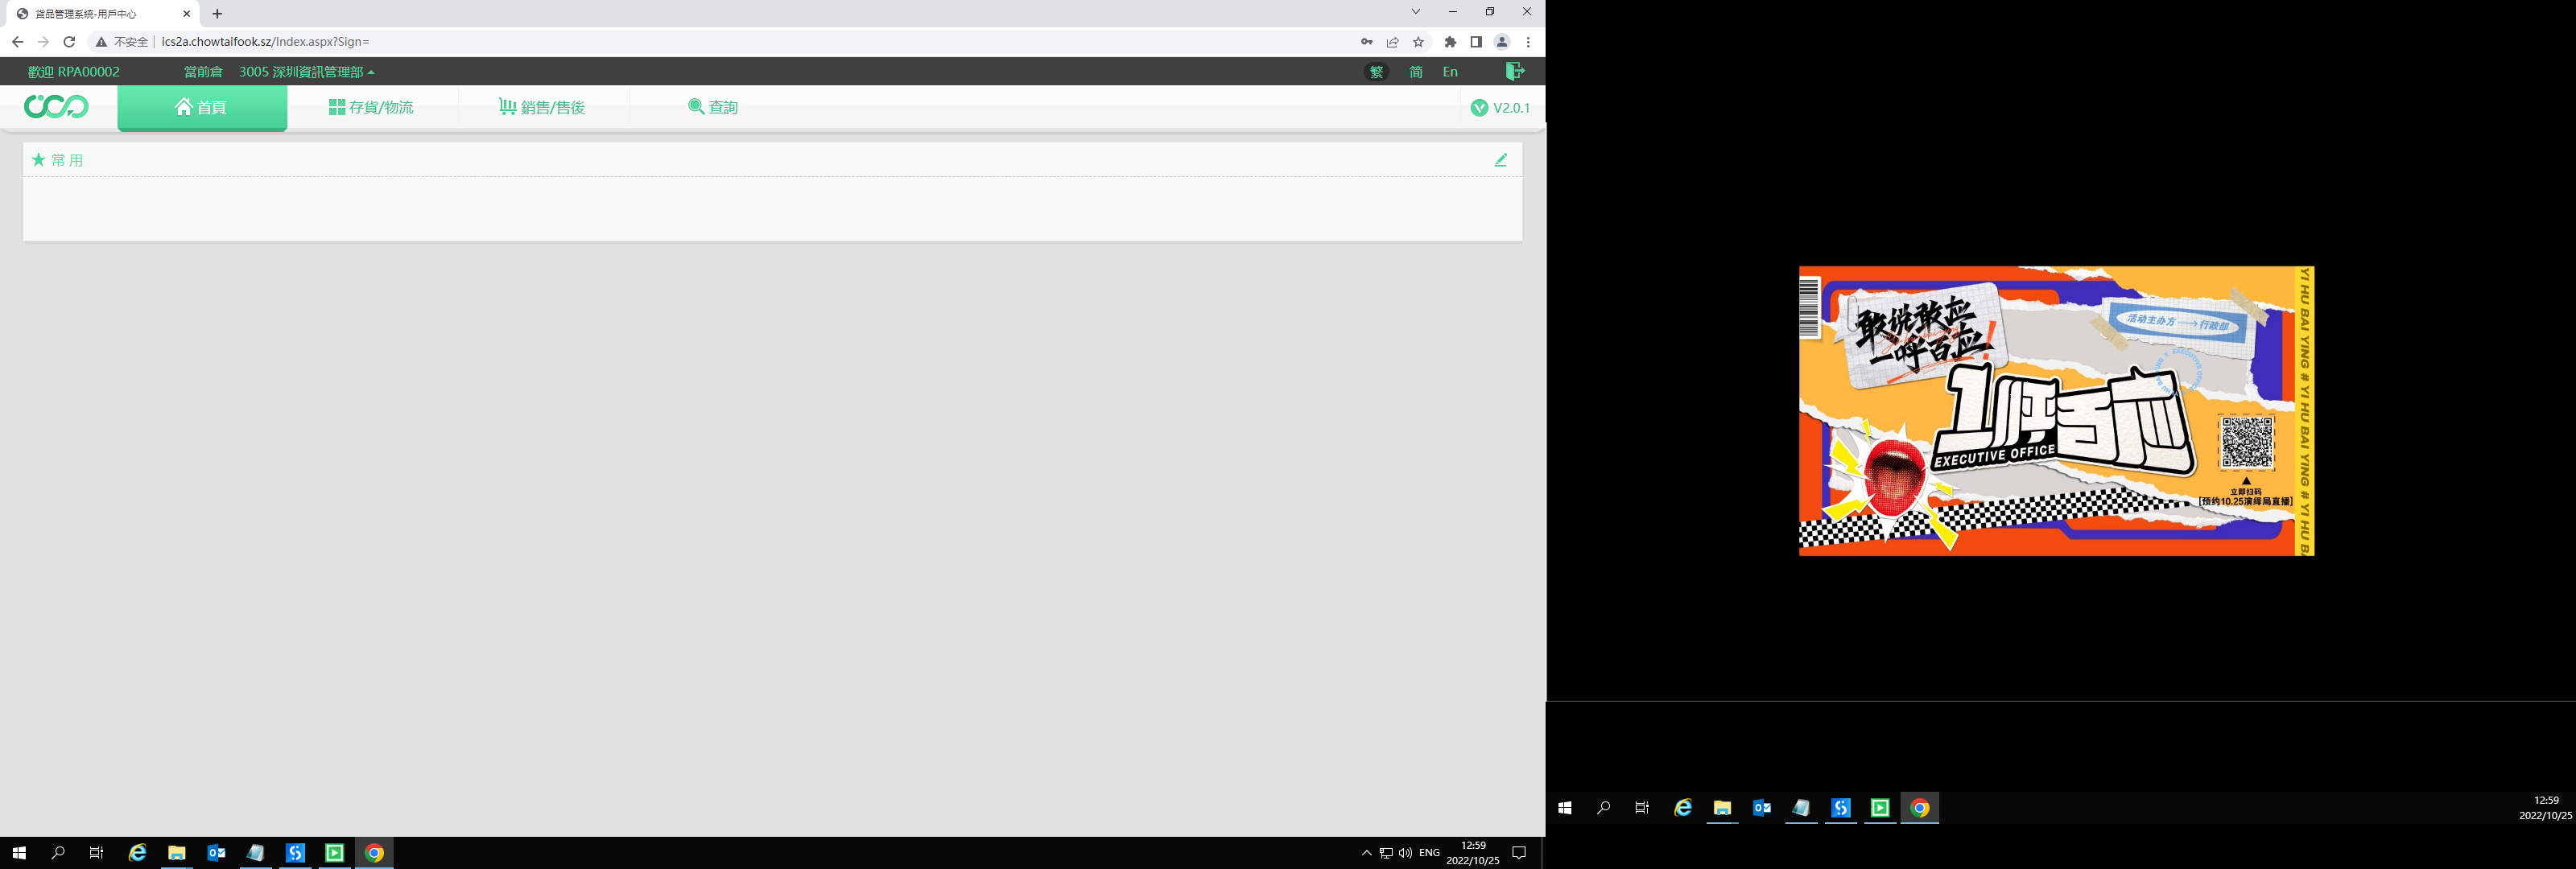 貨品管理系統-用戶中心
不安全 ics2a.chowtaifook.sz/Index.aspx?Sign=
歡迎 RPA00002 當前倉 3005 深圳資訊管理部 繁 简 En
首頁 存貨/物流 銷售/售後 查詢 V2.0.1
常 用
敢说敢应
一呼百应!
活动主办方 行政部
1呼百应
EXECUTIVE OFFICE
立即扫码
[预约10.25演绎局直播]
YI HU BAI YING # YI HU BAI YING # YI HU BA
12:59
2022/10/25
ENG 12:59
2022/10/25